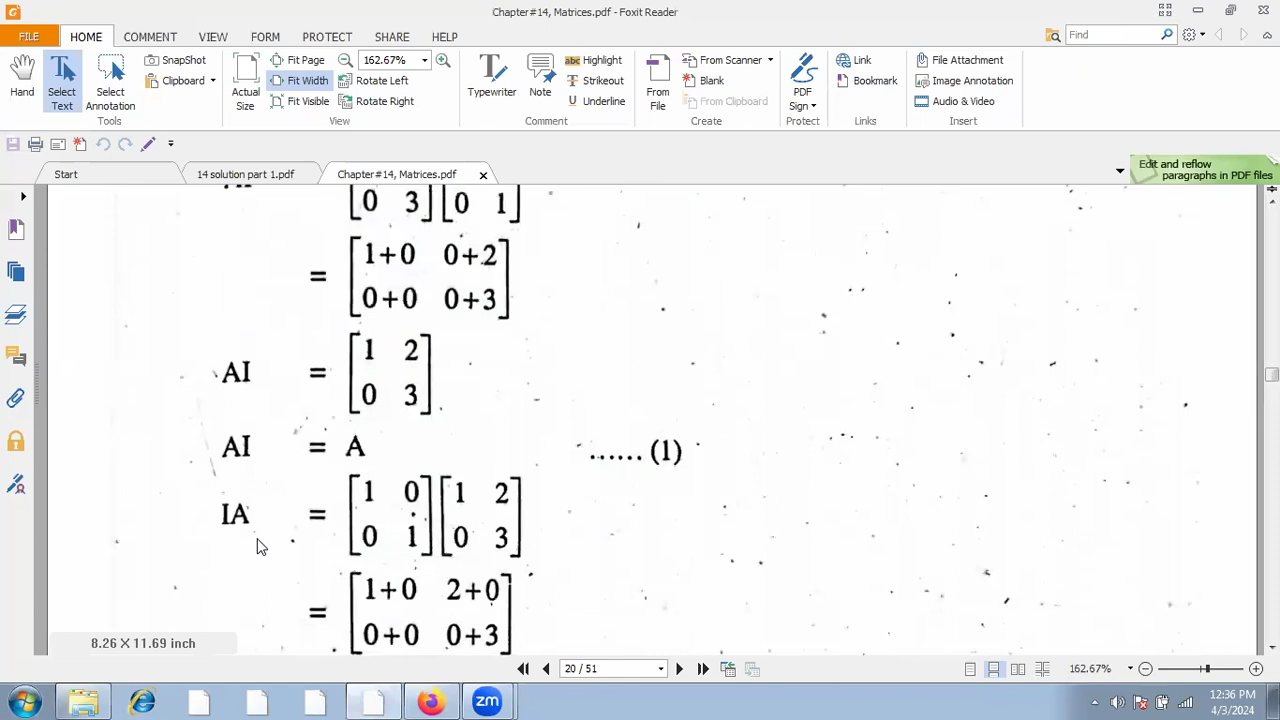 Chapter#14, Matrices.pdf - Foxit Reader
FILE HOME COMMENT VIEW FORM PROTECT SHARE HELP
Find
Hand
Select Text
Select Annotation
SnapShot
Clipboard
Tools
Actual Size
Fit Page
Fit Width
Fit Visible
162.67%
Rotate Left
Rotate Right
View
Typewriter
Note
abc Highlight
Strikeout
Underline
Comment
From File
From Scanner
Blank
From Clipboard
Create
PDF Sign
Protect
Link
Bookmark
Links
File Attachment
Image Annotation
Audio & Video
Insert
Start
14 solution part 1.pdf
Chapter#14, Matrices.pdf
Edit and reflow
paragraphs in PDF files
0 3 0 1
1+0 0+2
=
0+0 0+3
1 2
AI =
0 3
AI = A ...... (1)
1 0 1 2
IA =
0 1 0 3
1+0 2+0
=
0+0 0+3
8.26 X 11.69 inch
20 / 51
162.67%
zm
12:36 PM
4/3/2024